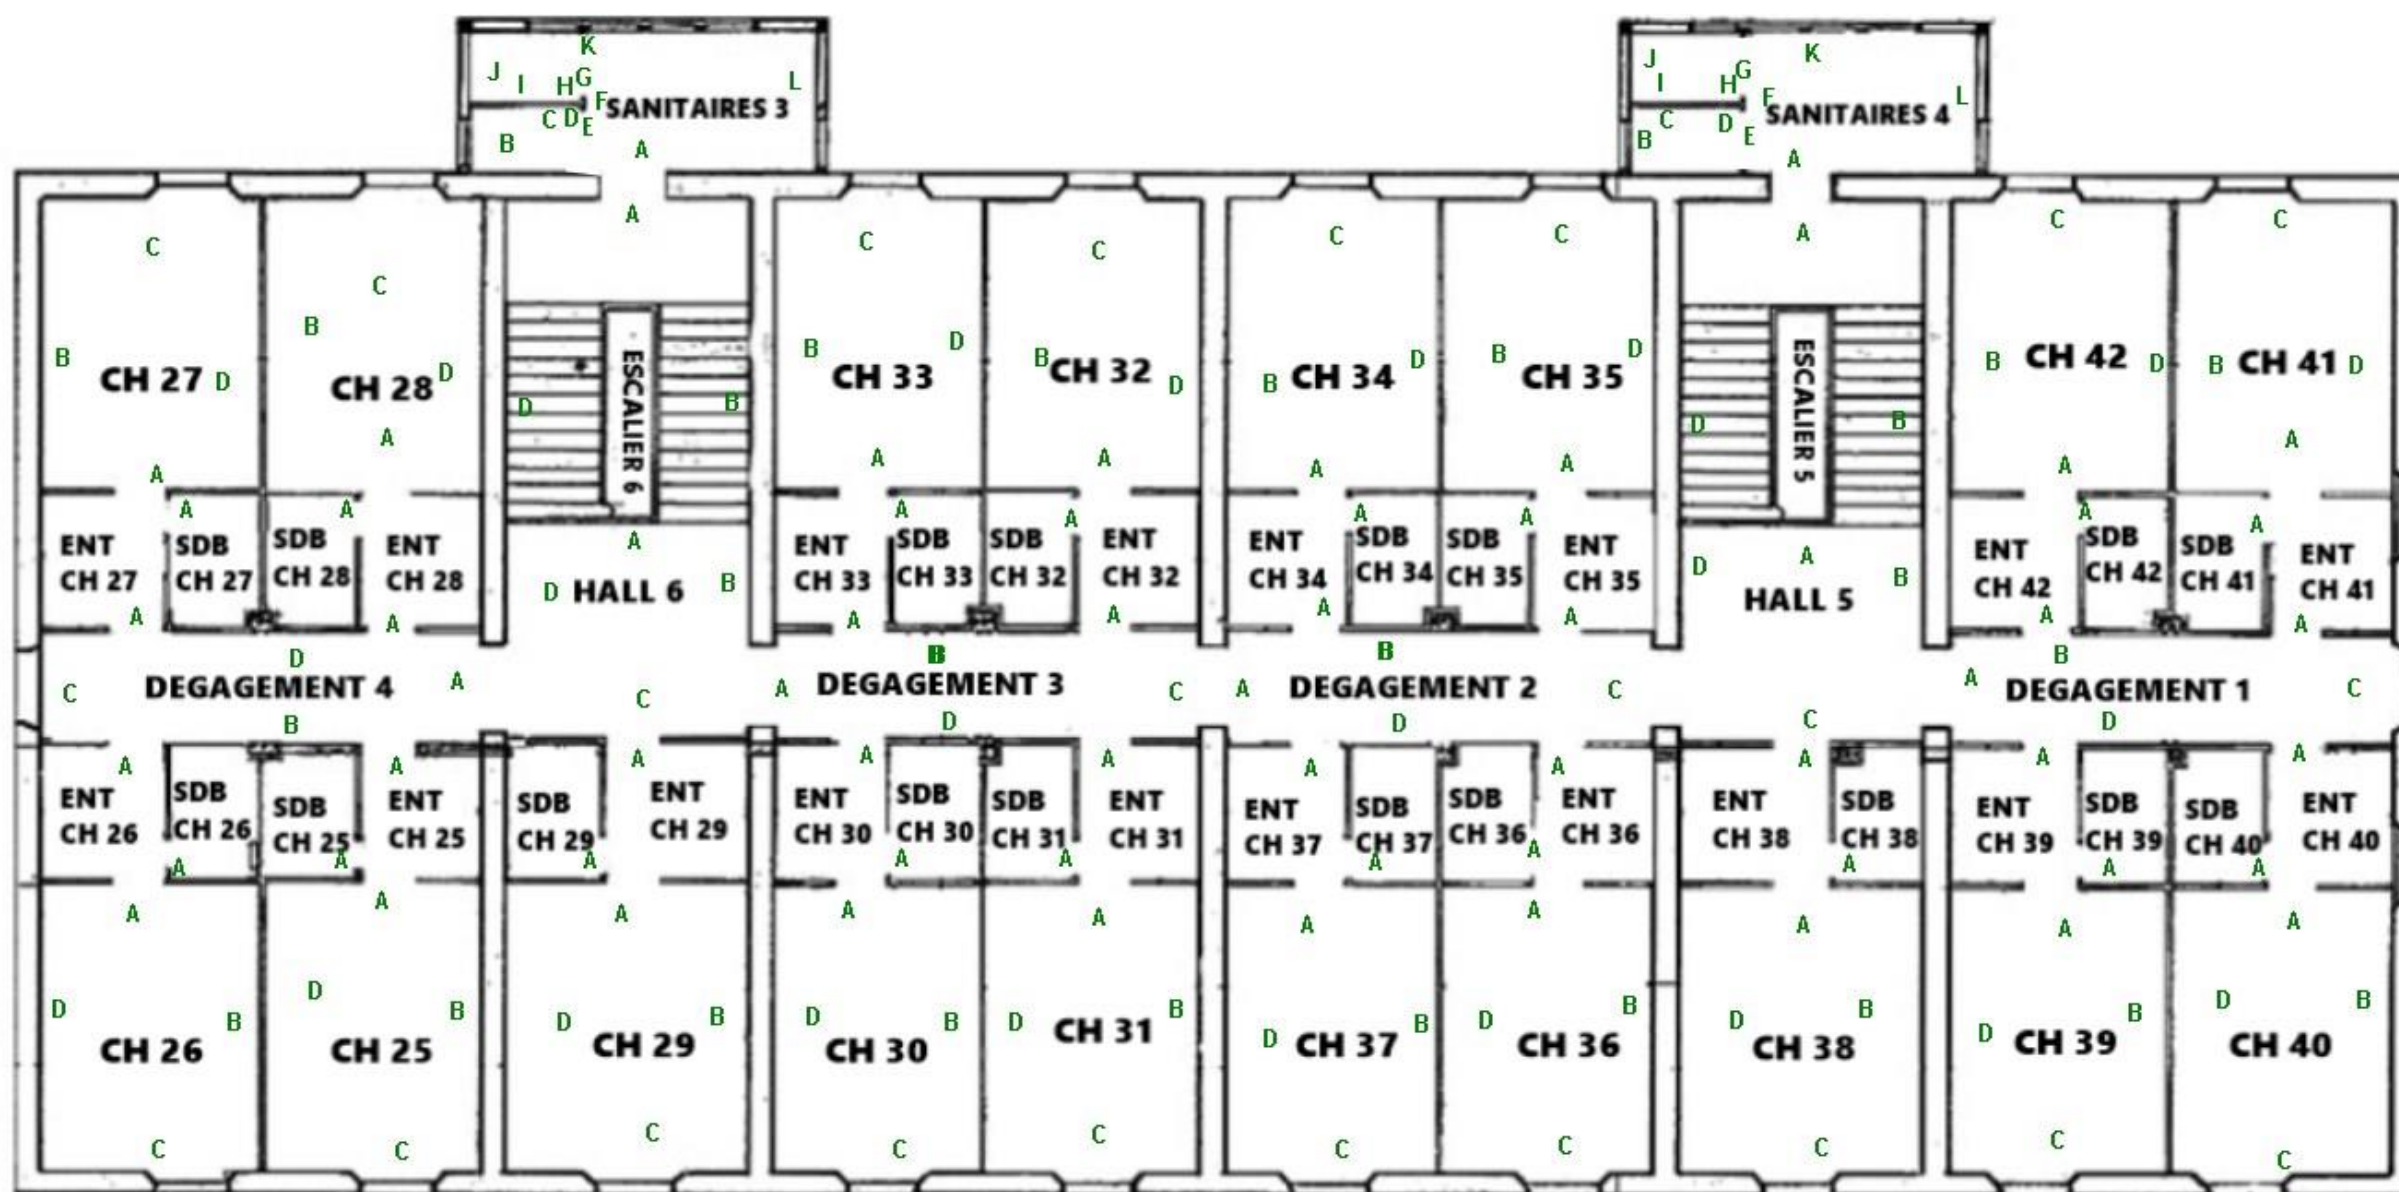 K
J I H G L
F SANITAIRES 3
C D E
B A
K
J I H G L
F SANITAIRES 4
C D E
B A
A A
C C C C C C C C
B CH 27 D
B CH 28 D
D ESCALIER 6 B
B CH 33 D
B CH 32 D
B CH 34 D
B CH 35 D
D ESCALIER 5 B
B CH 42 D
B CH 41 D
A A A A A A A A
A A A A A A A A
ENT
CH 27
SDB
CH 27
SDB
CH 28
ENT
CH 28
A
D HALL 6 B
ENT
CH 33
SDB
CH 33
SDB
CH 32
ENT
CH 32
ENT
CH 34
SDB
CH 34
SDB
CH 35
ENT
CH 35
D A B
HALL 5
ENT
CH 42
SDB
CH 42
SDB
CH 41
ENT
CH 41
A A A A A A A A
D B B B
C DEGAGEMENT 4 A
C
A DEGAGEMENT 3 C
A DEGAGEMENT 2 C
C
A DEGAGEMENT 1 C
B D D D
A A A A A A A A A A
ENT
CH 26
SDB
CH 26
SDB
CH 25
ENT
CH 25
SDB
CH 29
ENT
CH 29
ENT
CH 30
SDB
CH 30
SDB
CH 31
ENT
CH 31
ENT
CH 37
SDB
CH 37
SDB
CH 36
ENT
CH 36
ENT
CH 38
SDB
CH 38
ENT
CH 39
SDB
CH 39
SDB
CH 40
ENT
CH 40
A A A A A A A A A A
A A A A A A A A A A
D B D B D B D B D B D B D B D B D B D B
CH 26 CH 25 CH 29 CH 30 CH 31 CH 37 CH 36 CH 38 CH 39 CH 40
C C C C C C C C C C